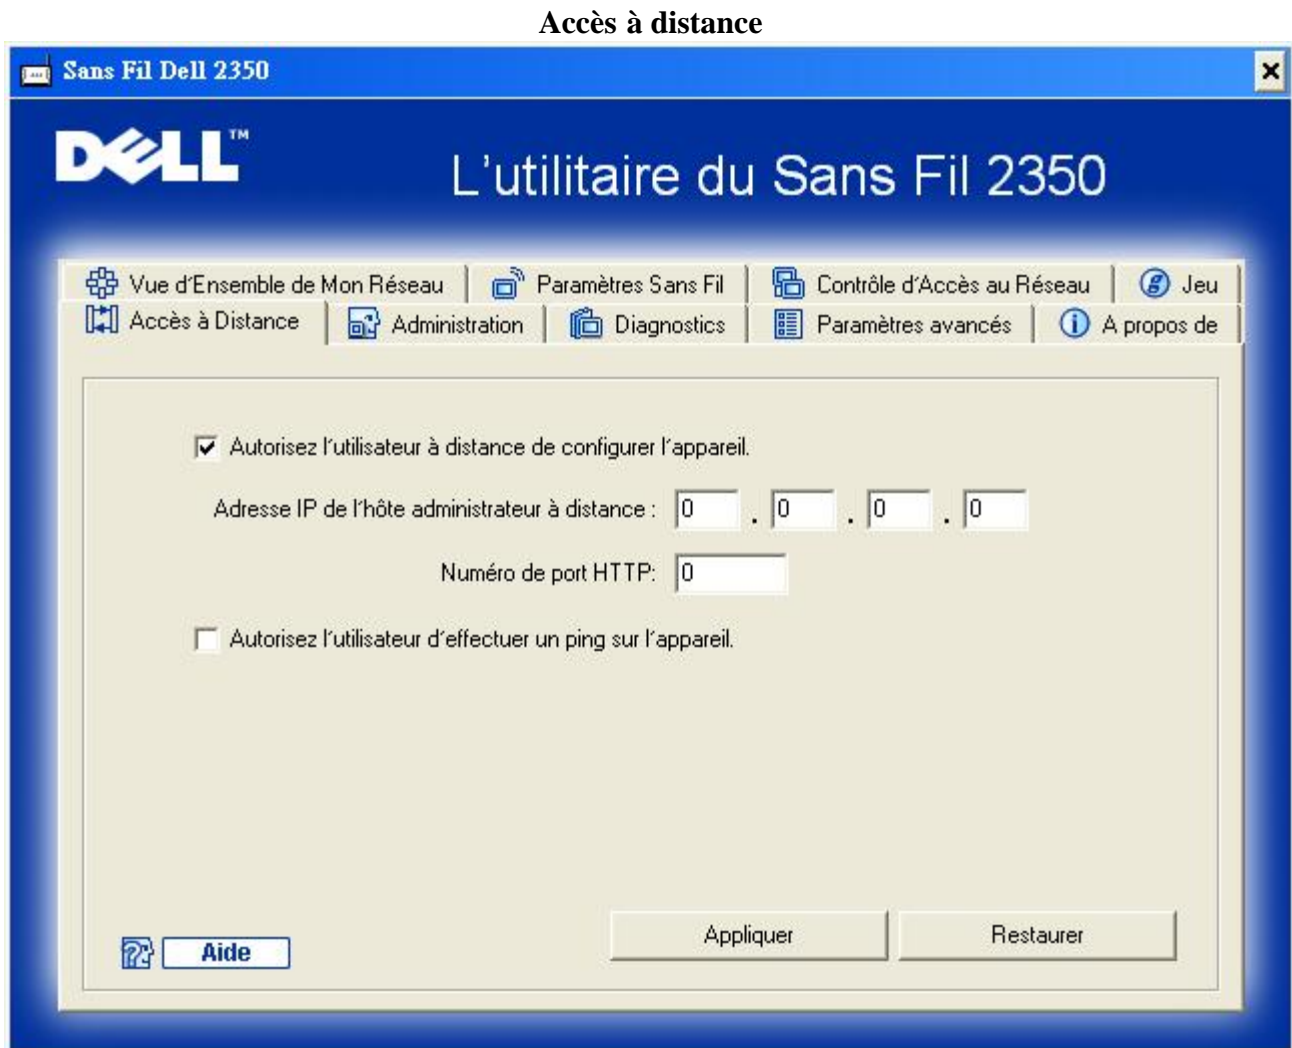 Accès à distance
Sans Fil Dell 2350
DELL™
L'utilitaire du Sans Fil 2350
Vue d'Ensemble de Mon Réseau
Paramètres Sans Fil
Contrôle d'Accès au Réseau
Jeu
Accès à Distance
Administration
Diagnostics
Paramètres avancés
A propos de
Autorisez l'utilisateur à distance de configurer l'appareil.
Adresse IP de l'hôte administrateur à distance : 0 . 0 . 0 . 0
Numéro de port HTTP: 0
Autorisez l'utilisateur d'effectuer un ping sur l'appareil.
Appliquer
Restaurer
Aide